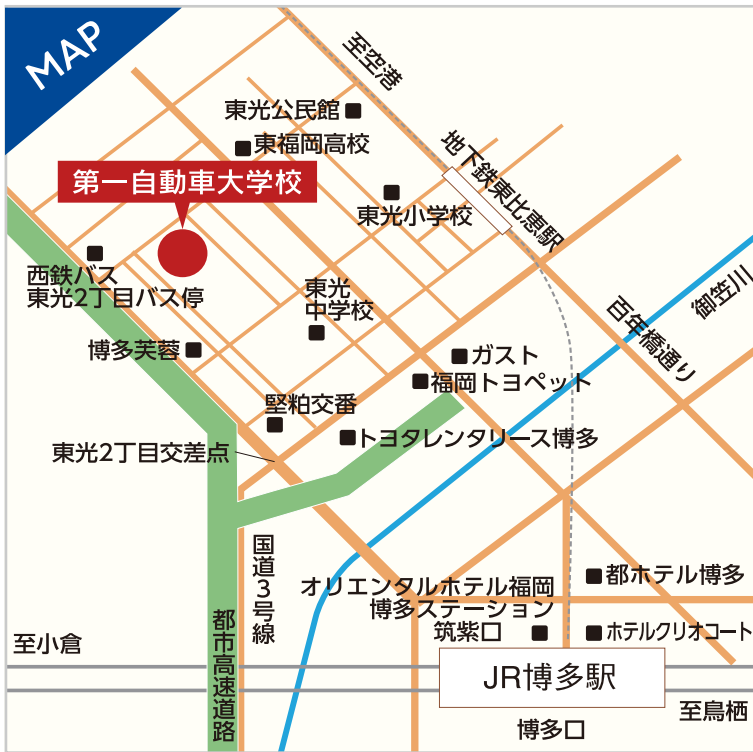 MAP
至空港
東光公民館
東福岡高校
地下鉄東比恵駅
第一自動車大学校
東光小学校
西鉄バス
東光2丁目バス停
東光
中学校
御笠川
百年橋通り
博多芙蓉
ガスト
福岡トヨペット
堅粕交番
トヨタレンタリース博多
東光2丁目交差点
国道3号線
オリエンタルホテル福岡
博多ステーション
都ホテル博多
筑紫口
ホテルクリオコート
都市高速道路
至小倉
JR博多駅
至鳥栖
博多口